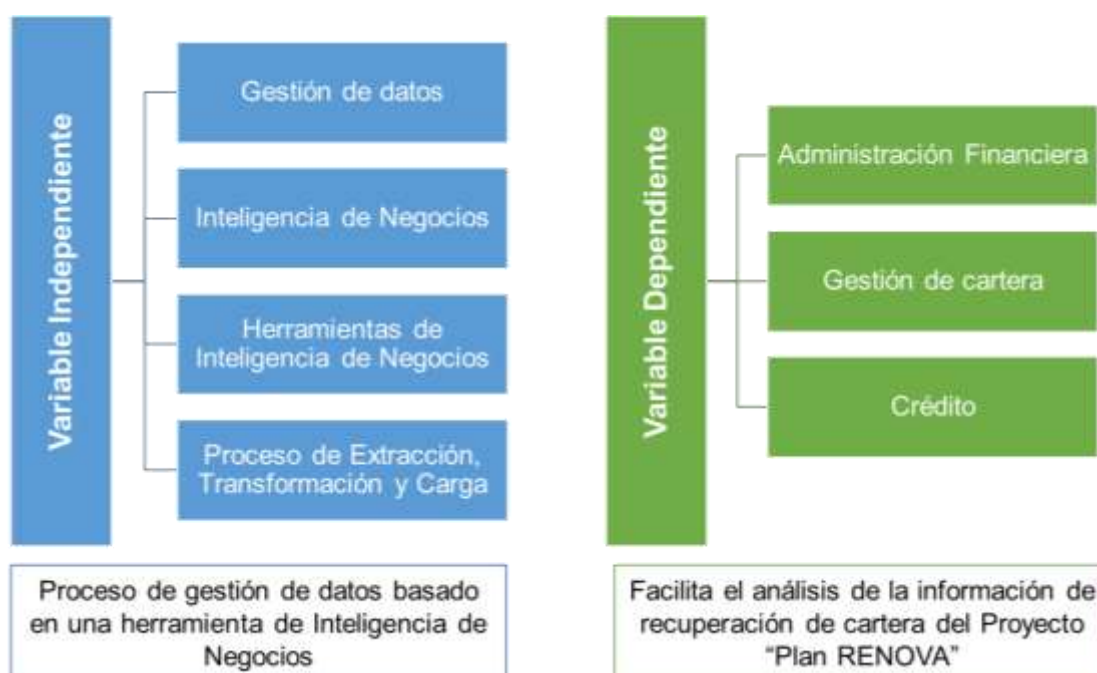 Variable Independiente
Gestión de datos
Inteligencia de Negocios
Herramientas de
Inteligencia de Negocios
Proceso de Extracción,
Transformación y Carga
Proceso de gestión de datos basado
en una herramienta de Inteligencia de
Negocios
Variable Dependiente
Administración Financiera
Gestión de cartera
Crédito
Facilita el análisis de la información de
recuperación de cartera del Proyecto
“Plan RENOVA”